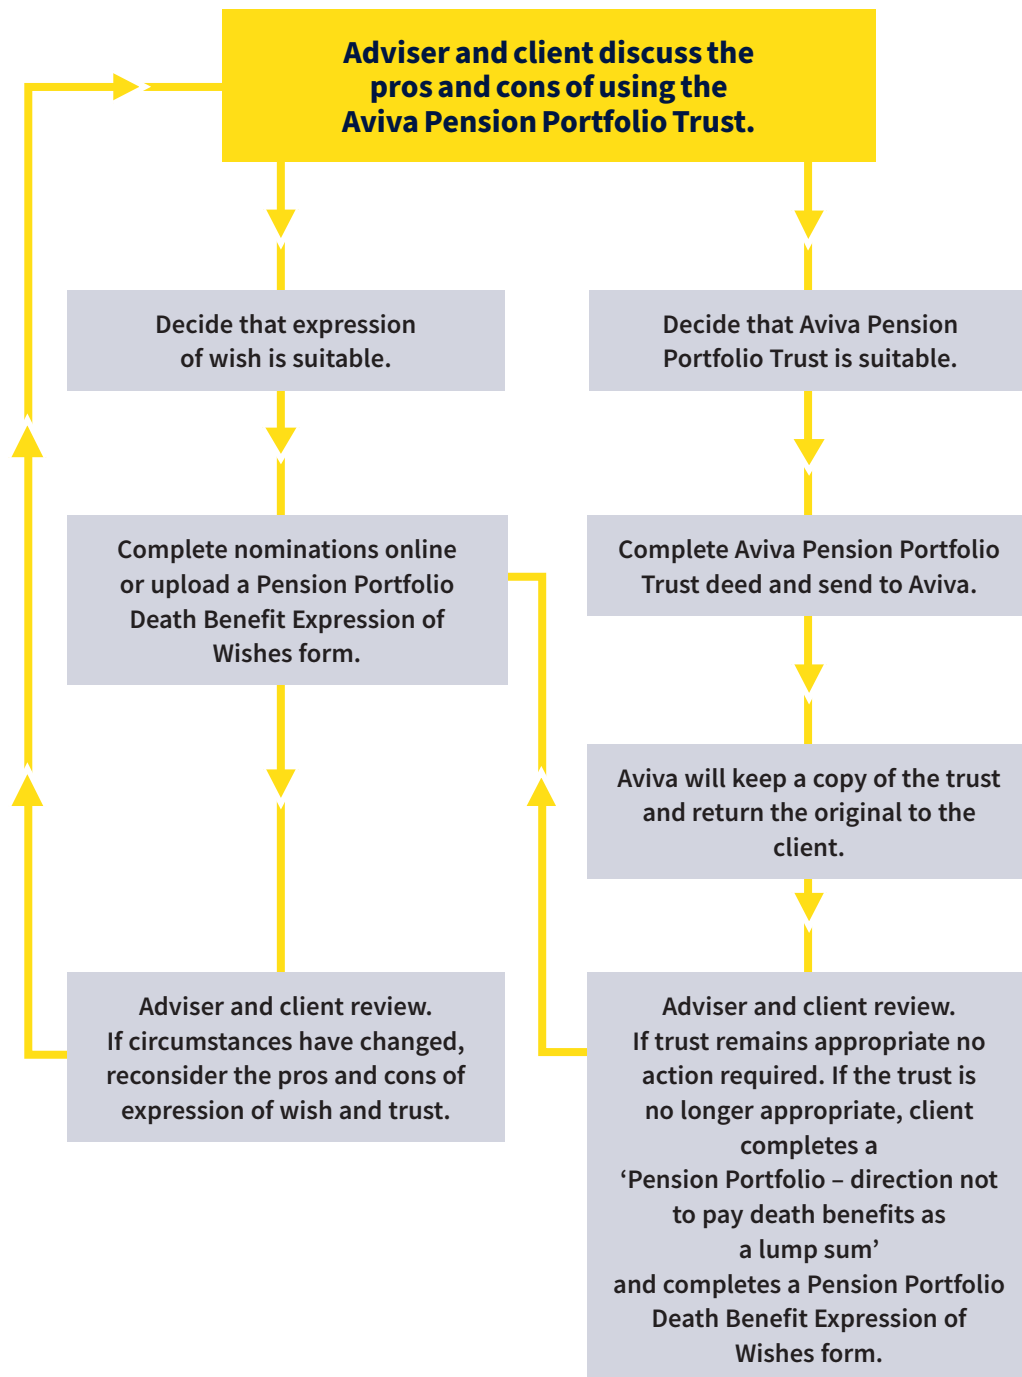 Adviser and client discuss the
pros and cons of using the
Aviva Pension Portfolio Trust.
Decide that expression
of wish is suitable.
Decide that Aviva Pension
Portfolio Trust is suitable.
Complete nominations online
or upload a Pension Portfolio
Death Benefit Expression of
Wishes form.
Complete Aviva Pension Portfolio
Trust deed and send to Aviva.
Aviva will keep a copy of the trust
and return the original to the
client.
Adviser and client review.
If circumstances have changed,
reconsider the pros and cons of
expression of wish and trust.
Adviser and client review.
If trust remains appropriate no
action required. If the trust is
no longer appropriate, client
completes a
‘Pension Portfolio – direction not
to pay death benefits as
a lump sum’
and completes a Pension Portfolio
Death Benefit Expression of
Wishes form.